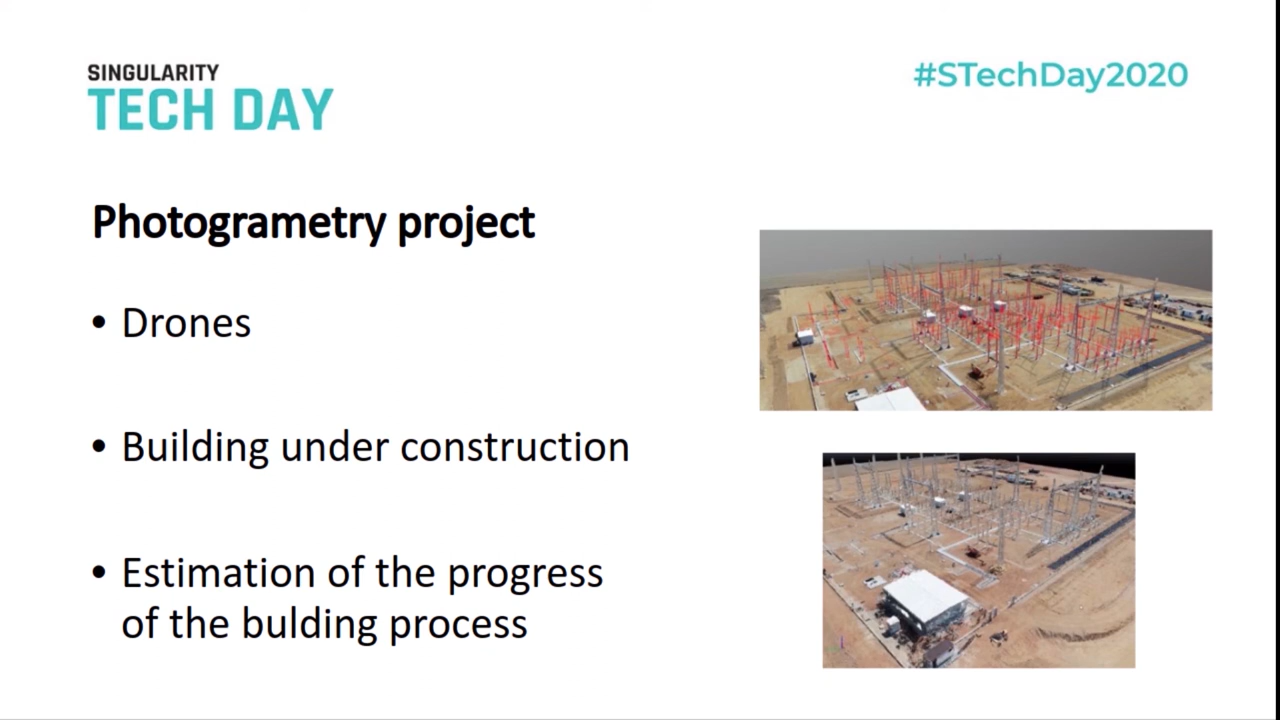 SINGULARITY
TECH DAY
#STechDay2020
Photogrametry project
• Drones
• Building under construction
• Estimation of the progress
of the bulding process